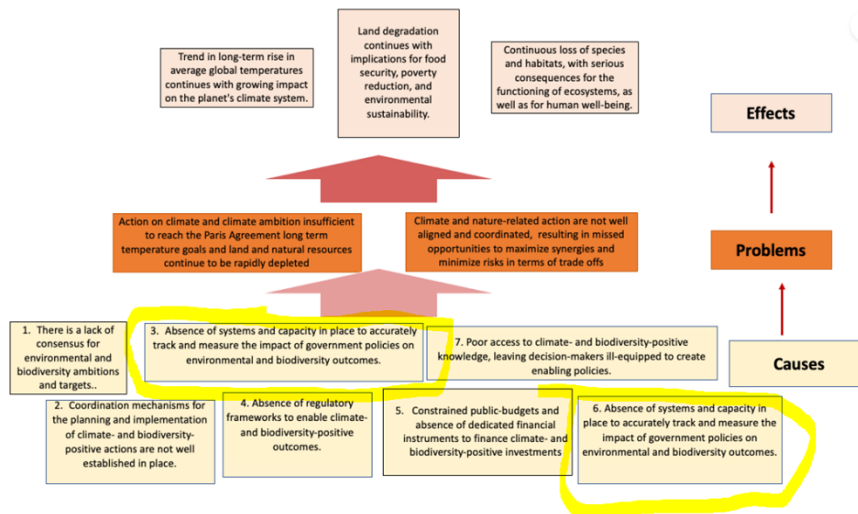 Trend in long-term rise in
average global temperatures
continues with growing impact
on the planet's climate system.
Land degradation
continues with
implications for food
security, poverty
reduction, and
environmental
sustainability.
Continuous loss of species
and habitats, with serious
consequences for the
functioning of ecosystems, as
well as for human well-being.
Effects
Action on climate and climate ambition insufficient
to reach the Paris Agreement long term
temperature goals and land and natural resources
continue to be rapidly depleted
Climate and nature-related action are not well
aligned and coordinated, resulting in missed
opportunities to maximize synergies and
minimize risks in terms of trade offs
Problems
1. There is a lack of
consensus for
environmental and
biodiversity ambitions
and targets..
3. Absence of systems and capacity in place to accurately
track and measure the impact of government policies on
environmental and biodiversity outcomes.
7. Poor access to climate- and biodiversity-positive
knowledge, leaving decision-makers ill-equipped to create
enabling policies.
Causes
2. Coordination mechanisms for
the planning and implementation
of climate- and biodiversity-
positive actions are not well
established in place.
4. Absence of regulatory
frameworks to enable climate-
and biodiversity-positive
outcomes.
5. Constrained public-budgets and
absence of dedicated financial
instruments to finance climate- and
biodiversity-positive investments
6. Absence of systems and capacity in
place to accurately track and measure the
impact of government policies on
environmental and biodiversity outcomes.